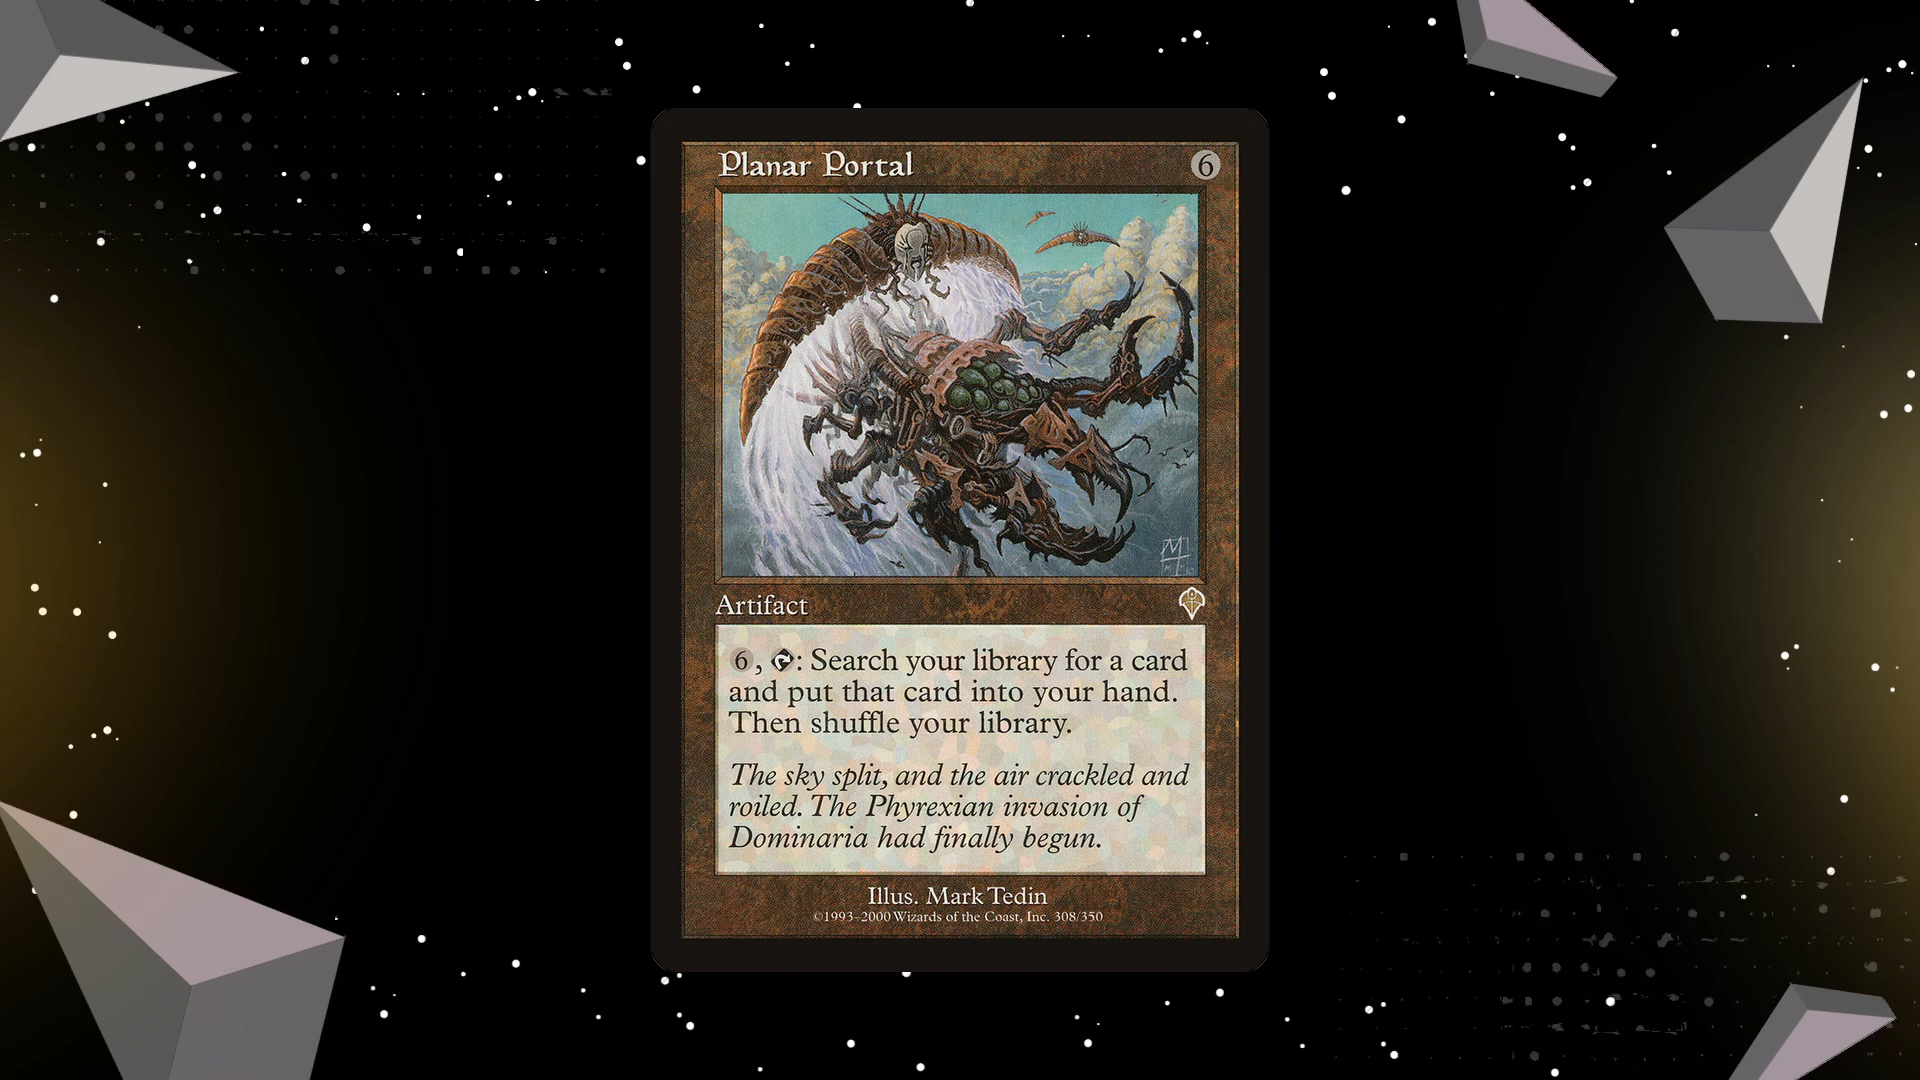 Planar Portal 6
Artifact
6, : Search your library for a card
and put that card into your hand.
Then shuffle your library.
The sky split, and the air crackled and
roiled. The Phyrexian invasion of
Dominaria had finally begun.
Illus. Mark Tedin
©1993–2000 Wizards of the Coast, Inc. 308/350